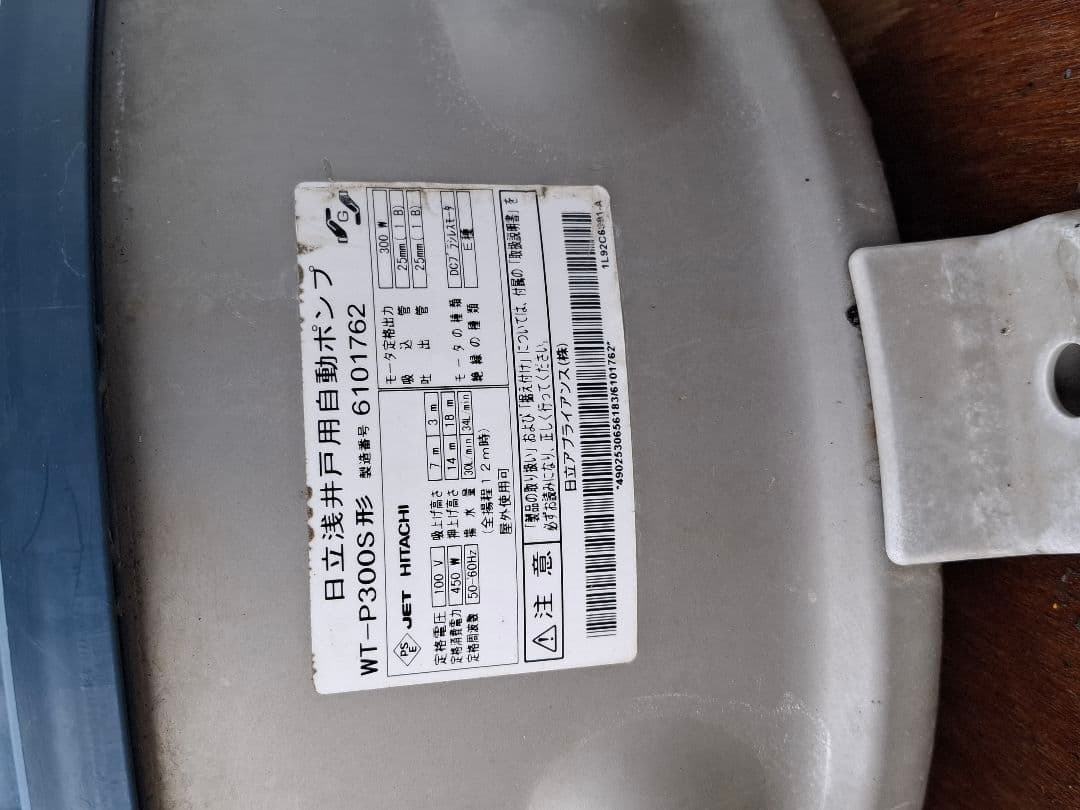 日立浅井戸用自動ポンプ
WT-P300S形 製造番号 6101762
PS E JET HITACHI
定格電圧 100 V 吸上げ高さ 7 m 3 m
定格消費電力 450 W 押上げ高さ 14 m 18 m
定格周波数 50-60Hz 揚水量 30L/min 34L/min
(全揚程12m時)
屋外使用可
モータ定格出力 300 W
吸込管 25mm(1B)
吐出管 25mm(1B)
モータの種類 DCブラシレスモータ
絶縁の種類 E種
注意 「製品の取り扱い」および「据え付け」については、付属の「取扱説明書」を
必ずお読みになり、正しく行ってください。
日立アプライアンス(株)
*4902530656183/6101762*